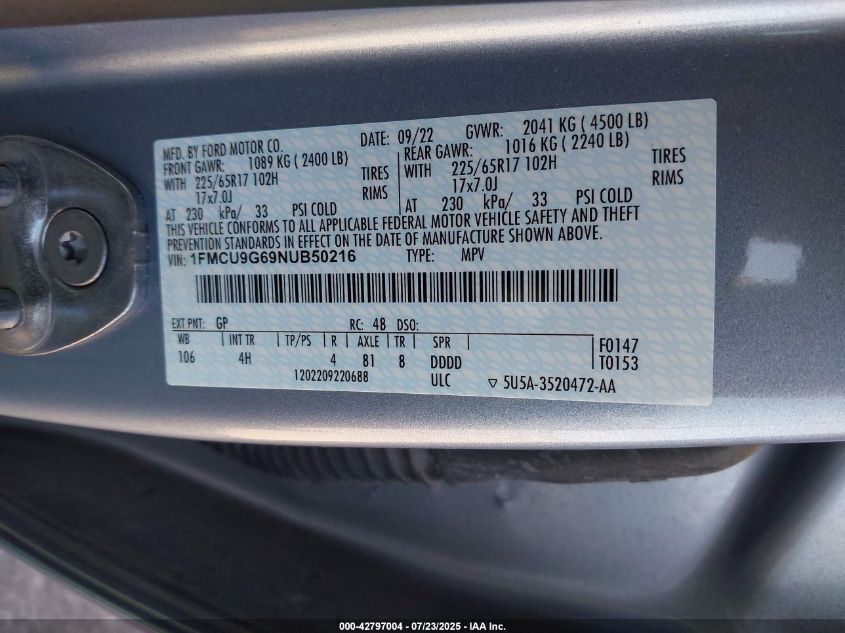 MFD. BY FORD MOTOR CO. DATE: 09/22 GVWR: 2041 KG ( 4500 LB)
FRONT GAWR: 1089 KG ( 2400 LB) REAR GAWR: 1016 KG ( 2240 LB)
WITH 225/65R17 102H TIRES WITH 225/65R17 102H TIRES
17x7.0J RIMS 17x7.0J RIMS
AT 230 kPa/ 33 PSI COLD AT 230 kPa/ 33 PSI COLD
THIS VEHICLE CONFORMS TO ALL APPLICABLE FEDERAL MOTOR VEHICLE SAFETY AND THEFT
PREVENTION STANDARDS IN EFFECT ON THE DATE OF MANUFACTURE SHOWN ABOVE.
VIN: 1FMCU9G69NUB50216 TYPE: MPV
EXT PNT: GP RC: 48 DSO:
WB INT TR TP/PS R AXLE TR SPR F0147
106 4H 4 81 8 DDDD T0153
1202209220688 ULC ▽ 5U5A-3520472-AA
000-42797004 / 07/23/2025 - IAA Inc.